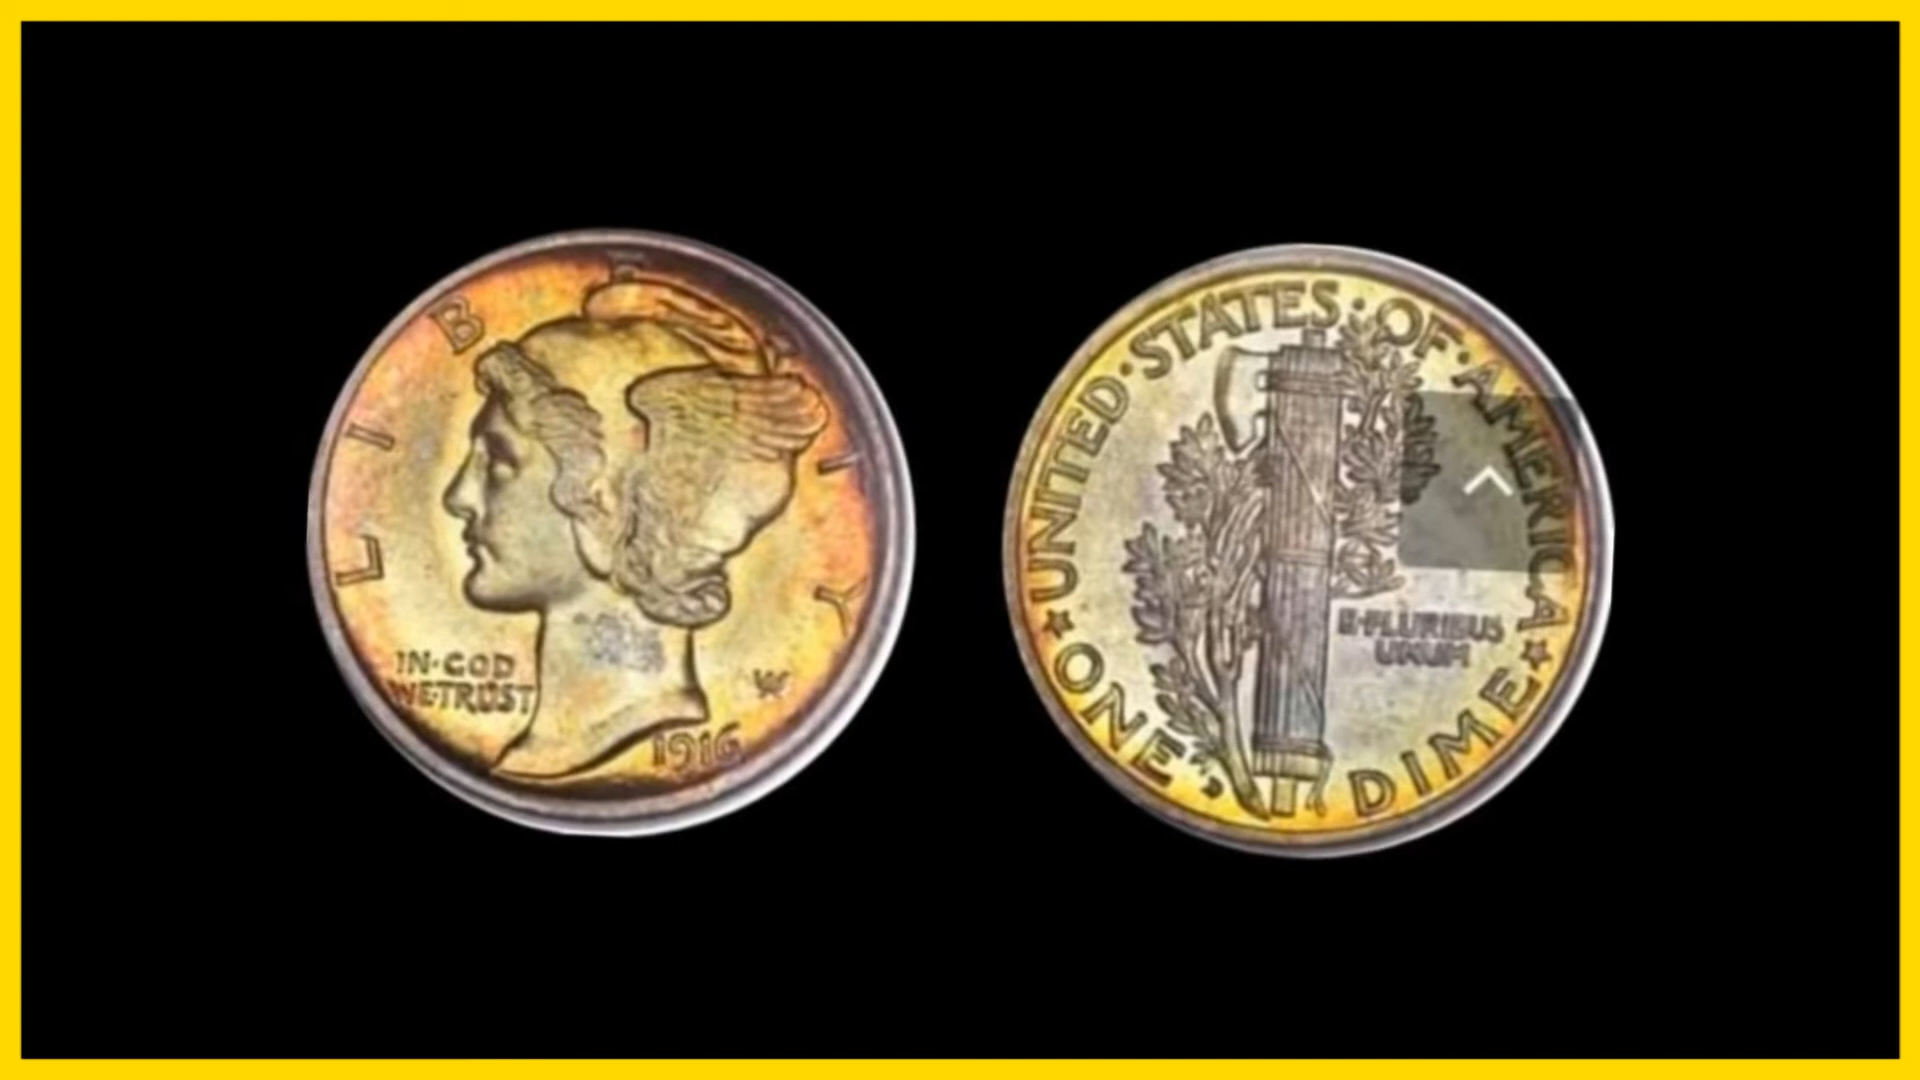 LIBERTY
IN·GOD
WE·TRUST
1916
UNITED·STATES·OF·AMERICA
E·PLURIBUS
UNUM
ONE DIME